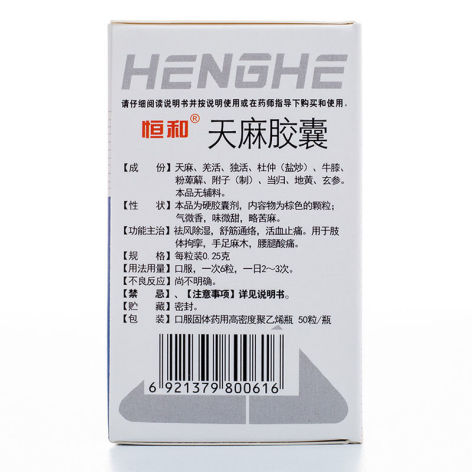 HENGHE
请仔细阅读说明书并按说明使用或在药师指导下购买和使用.
恒和® 天麻胶囊
【成 份】天麻、羌活、独活、杜仲（盐炒）、牛膝、
粉萆薢、附子（制）、当归、地黄、玄参。
本品无辅料。
【性 状】本品为硬胶囊剂，内容物为棕色的颗粒；
气微香，味微甜，略苦麻。
【功能主治】祛风除湿，舒筋通络，活血止痛。用于肢
体拘挛，手足麻木，腰腿酸痛。
【规 格】每粒装0.25克
【用法用量】口服，一次6粒，一日2～3次。
【不良反应】尚不明确。
【禁 忌】、【注意事项】详见说明书。
【贮 藏】密封。
【包 装】口服固体药用高密度聚乙烯瓶 50粒/瓶
6 921379 800616